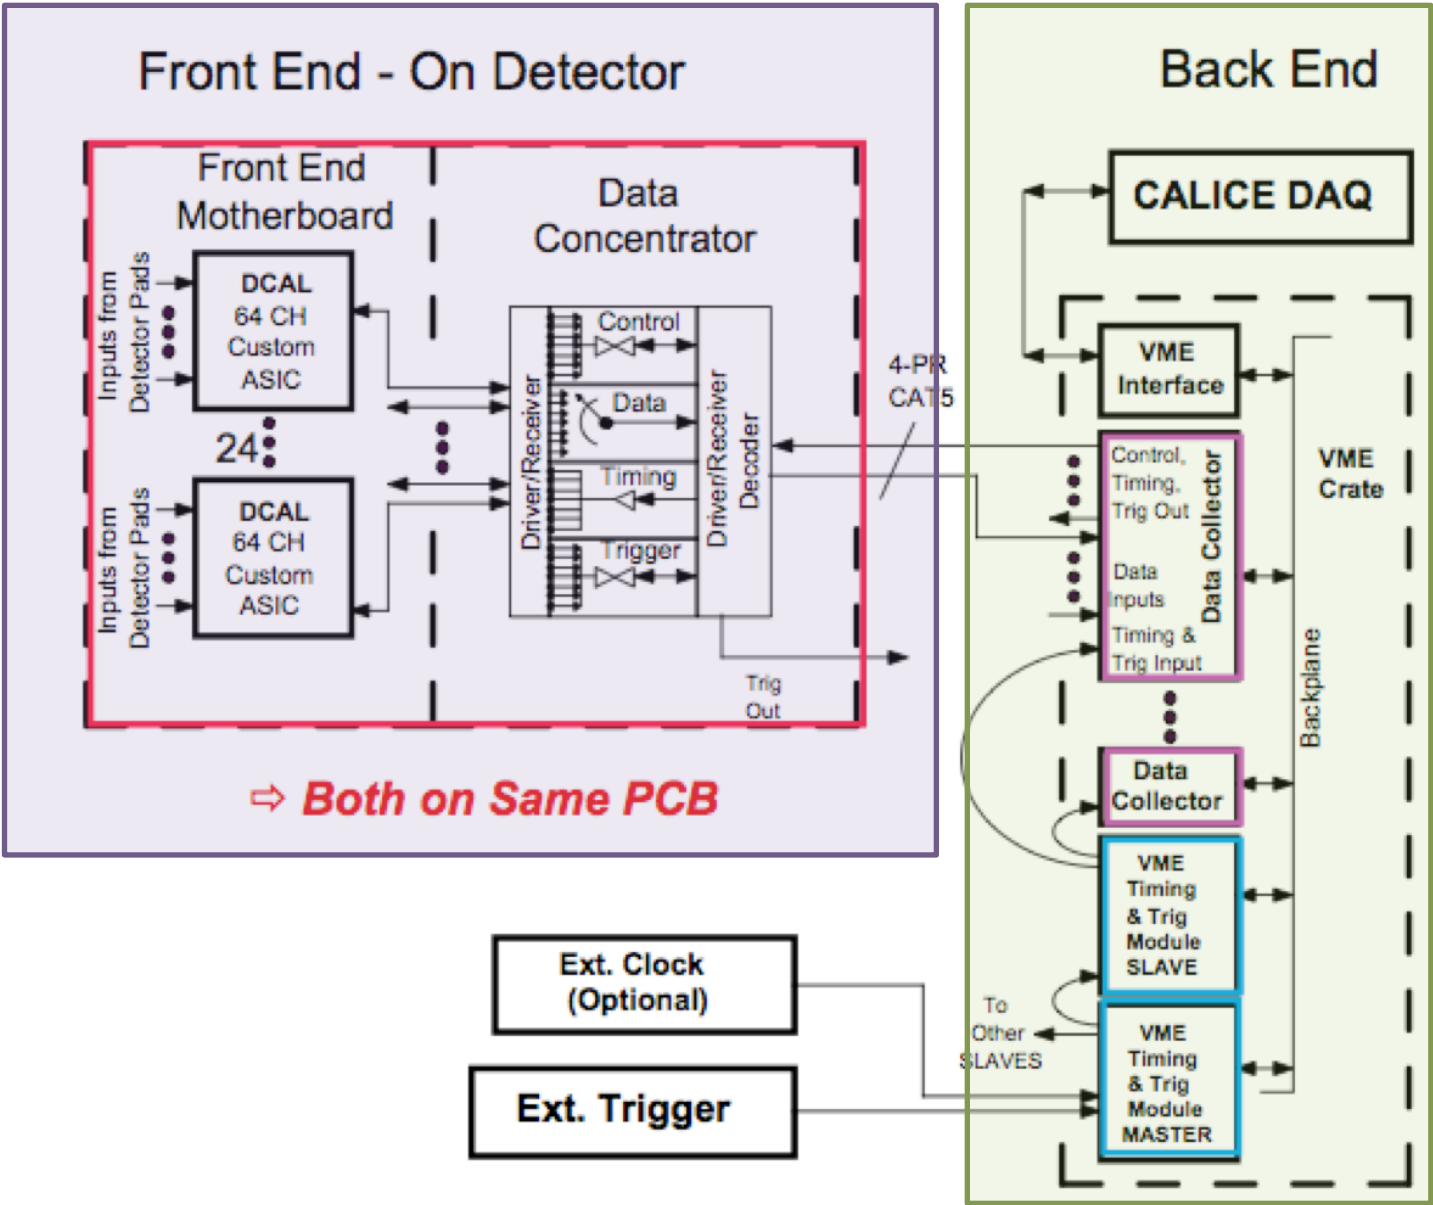 Front End - On Detector
Front End
Motherboard
Data
Concentrator
Inputs from
Detector Pads
DCAL
64 CH
Custom
ASIC
24
Inputs from
Detector Pads
DCAL
64 CH
Custom
ASIC
Driver/Receiver
Control
Data
Timing
Trigger
Driver/Receiver
Decoder
Trig
Out
⇨ Both on Same PCB
4-PR
CAT5
Back End
CALICE DAQ
VME
Interface
VME
Crate
Control,
Timing,
Trig Out
Data
Inputs
Timing &
Trig Input
Data Collector
Backplane
Data
Collector
VME
Timing
& Trig
Module
SLAVE
To
Other
SLAVES
VME
Timing
& Trig
Module
MASTER
Ext. Clock
(Optional)
Ext. Trigger